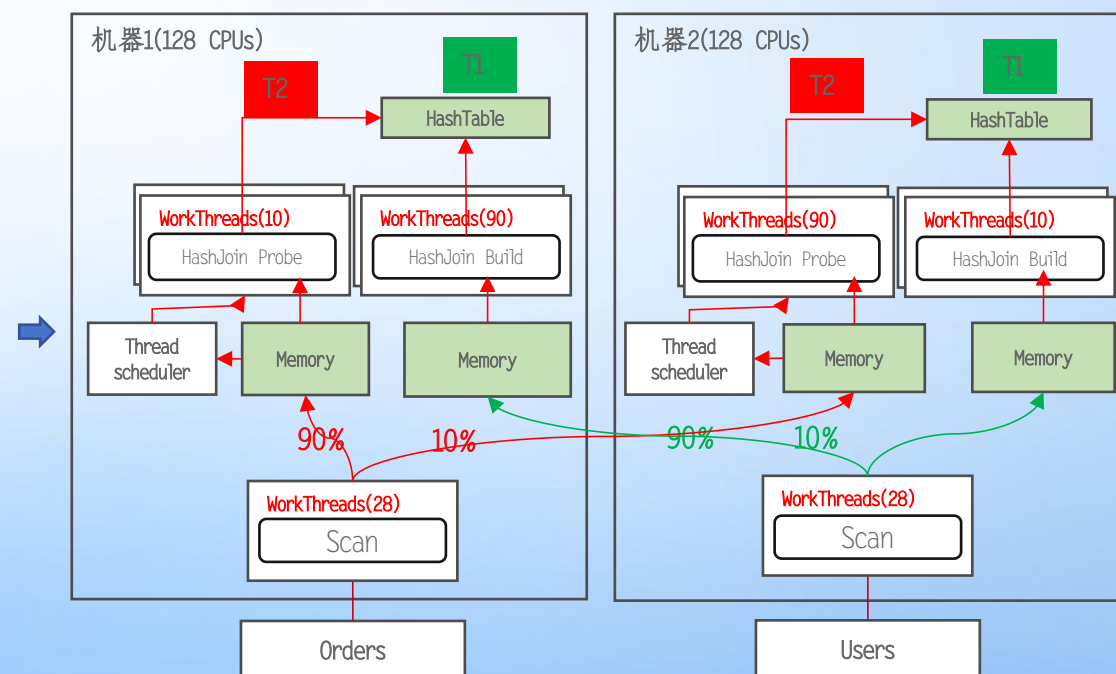 机器1(128 CPUs)
T2
T1
HashTable
WorkThreads(10)
HashJoin Probe
WorkThreads(90)
HashJoin Build
Thread
scheduler
Memory
Memory
90%
10%
WorkThreads(28)
Scan
Orders
机器2(128 CPUs)
T2
T1
HashTable
WorkThreads(90)
HashJoin Probe
WorkThreads(10)
HashJoin Build
Thread
scheduler
Memory
Memory
90%
10%
WorkThreads(28)
Scan
Users